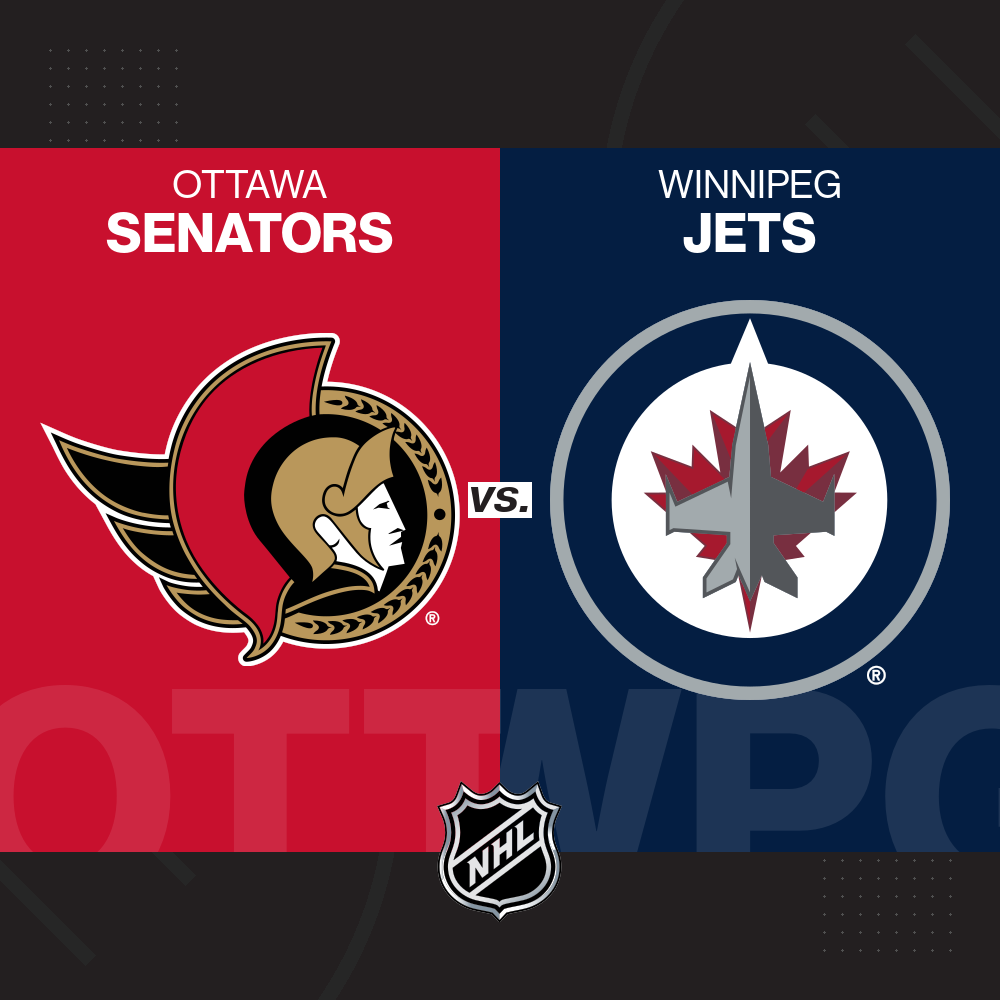 OTTAWA
SENATORS
WINNIPEG
JETS
VS.
®
®
OTT
WPG
NHL